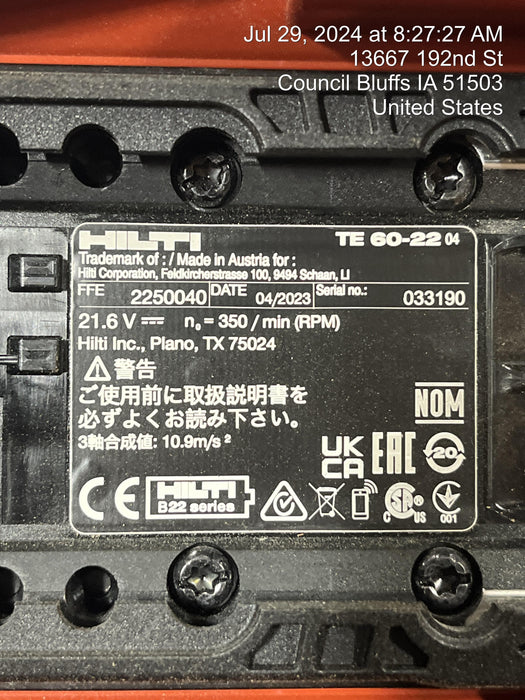 Jul 29, 2024 at 8:27:27 AM
13667 192nd St
Council Bluffs IA 51503
United States
HILTI TE 60-22 04
Trademark of : / Made in Austria for :
Hilti Corporation, Feldkircherstrasse 100, 9494 Schaan, LI
FFE 2250040 DATE 04/2023 Serial no.: 033190
21.6 V n₀ = 350 / min (RPM)
Hilti Inc., Plano, TX 75024
⚠警告
ご使用前に取扱説明書を
必ずよくお読み下さい。
3軸合成値: 10.9m/s ²
NOM
UK
CA EAC 20
CE HILTI
B22 series
C SA US
001